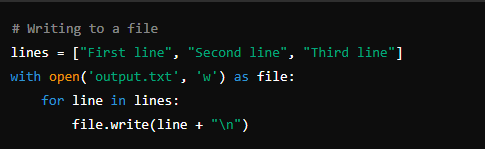 # Writing to a file
lines = ["First line", "Second line", "Third line"]
with open('output.txt', 'w') as file:
    for line in lines:
        file.write(line + "\n")